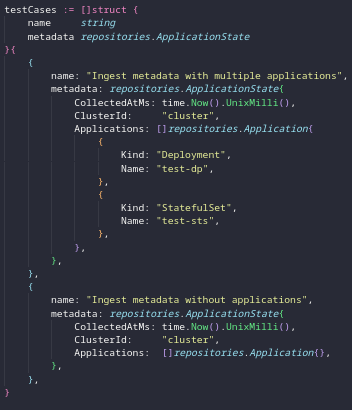 testCases := []struct {
    name     string
    metadata repositories.ApplicationState
}{
    {
        name: "Ingest metadata with multiple applications",
        metadata: repositories.ApplicationState{
            CollectedAtMs: time.Now().UnixMilli(),
            ClusterId:     "cluster",
            Applications: []repositories.Application{
                {
                    Kind: "Deployment",
                    Name: "test-dp",
                },
                {
                    Kind: "StatefulSet",
                    Name: "test-sts",
                },
            },
        },
    },
    {
        name: "Ingest metadata without applications",
        metadata: repositories.ApplicationState{
            CollectedAtMs: time.Now().UnixMilli(),
            ClusterId:     "cluster",
            Applications:  []repositories.Application{},
        },
    },
}